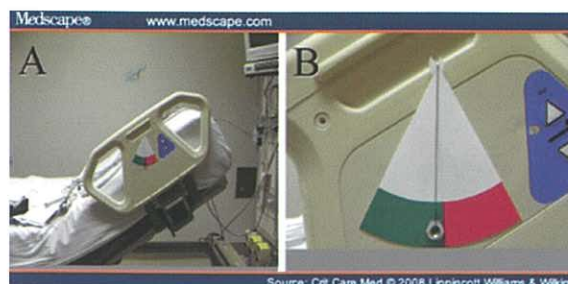 Medscape® www.medscape.com
A B
Source: Crit Care Med © 2008 Lippincott Williams & Wilkins